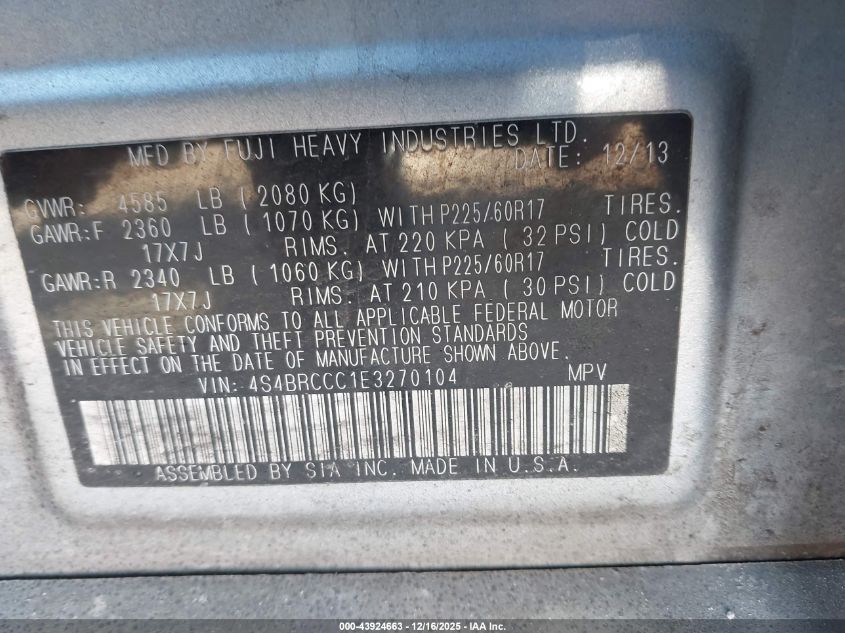 MFD BY FUJI HEAVY INDUSTRIES LTD.
DATE: 12/13
GVWR: 4585 LB ( 2080 KG)
GAWR:F 2360 LB ( 1070 KG) WITH P225/60R17 TIRES.
17X7J RIMS. AT 220 KPA ( 32 PSI) COLD
GAWR:R 2340 LB ( 1060 KG) WITH P225/60R17 TIRES.
17X7J RIMS. AT 210 KPA ( 30 PSI) COLD
THIS VEHICLE CONFORMS TO ALL APPLICABLE FEDERAL MOTOR
VEHICLE SAFETY AND THEFT PREVENTION STANDARDS
IN EFFECT ON THE DATE OF MANUFACTURE SHOWN ABOVE.
VIN: 4S4BRCCC1E3270104 MPV
ASSEMBLED BY SIA INC. MADE IN U.S.A.
000-43924663 - 12/16/2025 - IAA Inc.